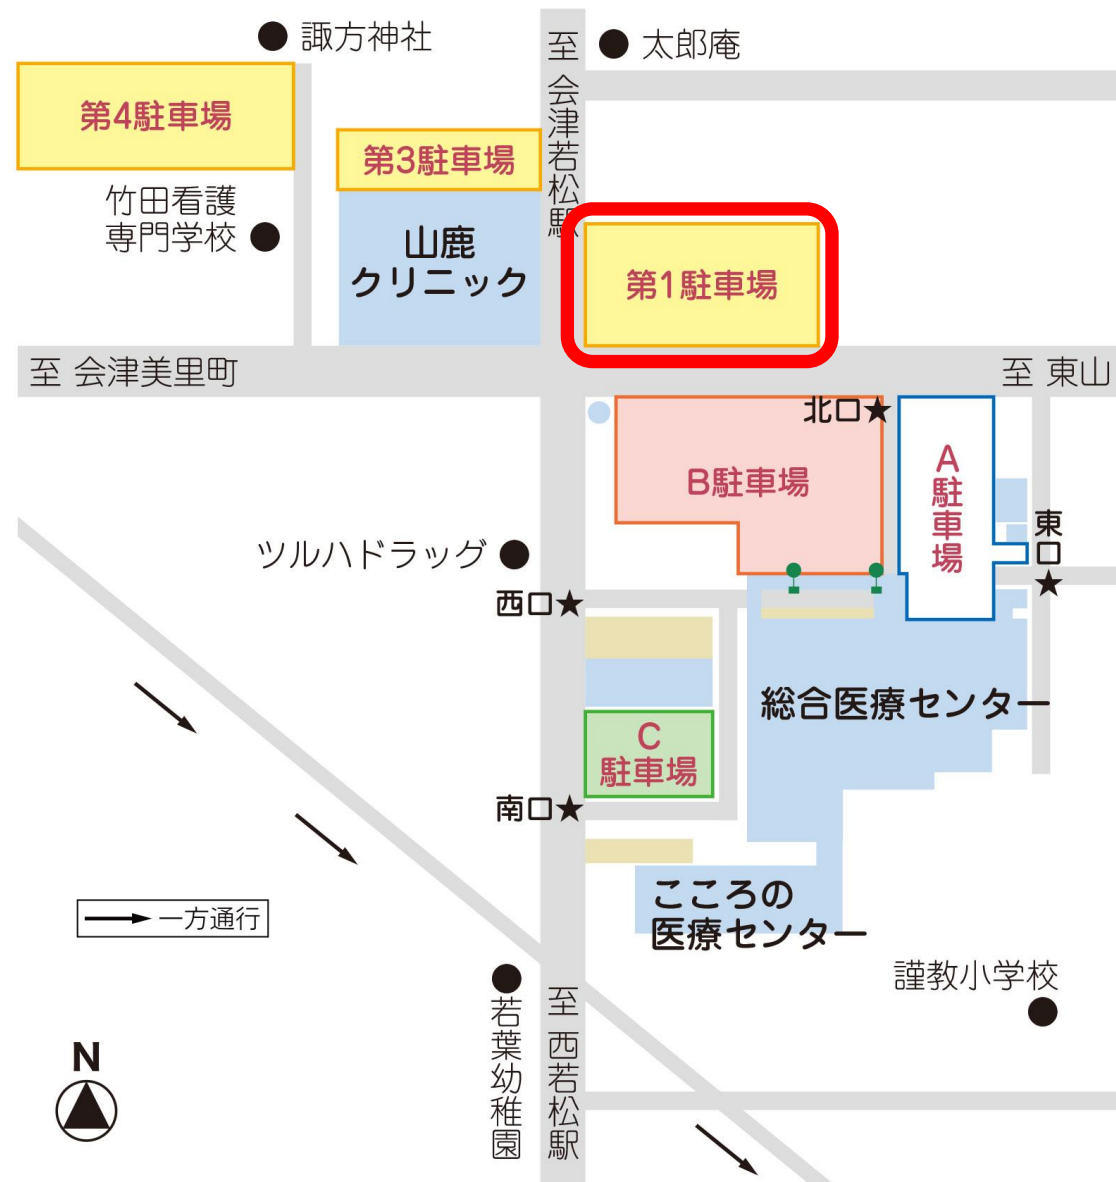 諏方神社
至 会津若松駅
太郎庵
第4駐車場
第3駐車場
竹田看護
専門学校
山鹿
クリニック
第1駐車場
至 会津美里町
至 東山
北口★
B駐車場
A駐車場
東口★
ツルハドラッグ
西口★
総合医療センター
C
駐車場
南口★
こころの
医療センター
一方通行
謹教小学校
若葉幼稚園
至 西若松駅
N